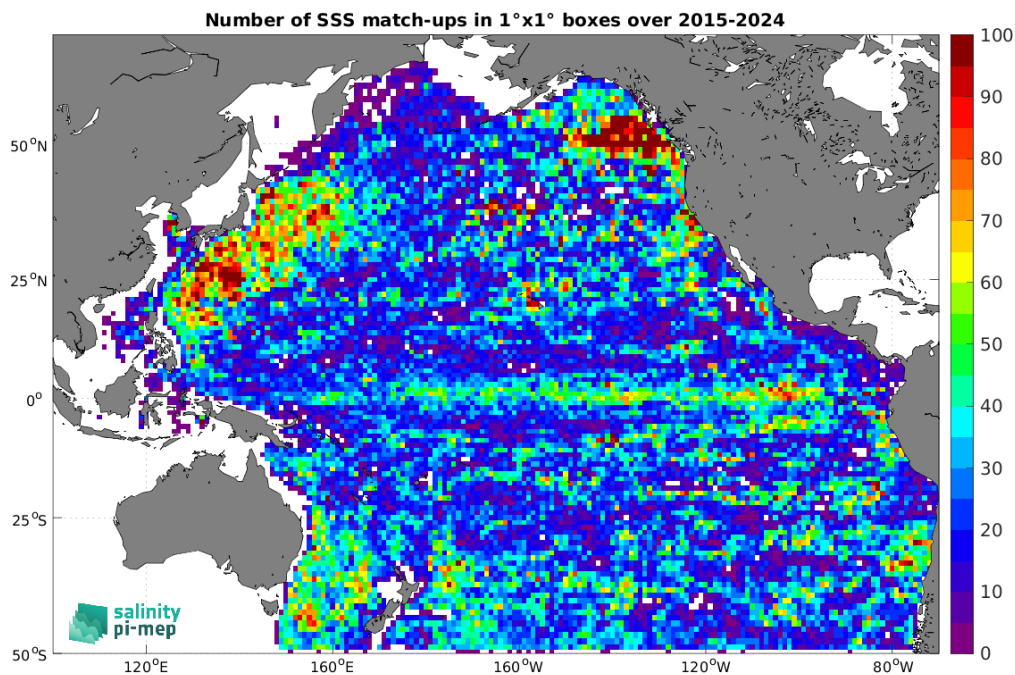 Number of SSS match-ups in 1°x1° boxes over 2015-2024
50°N
25°N
0°
25°S
50°S
120°E
160°E
160°W
120°W
80°W
100
90
80
70
60
50
40
30
20
10
0
salinity
pi-mep